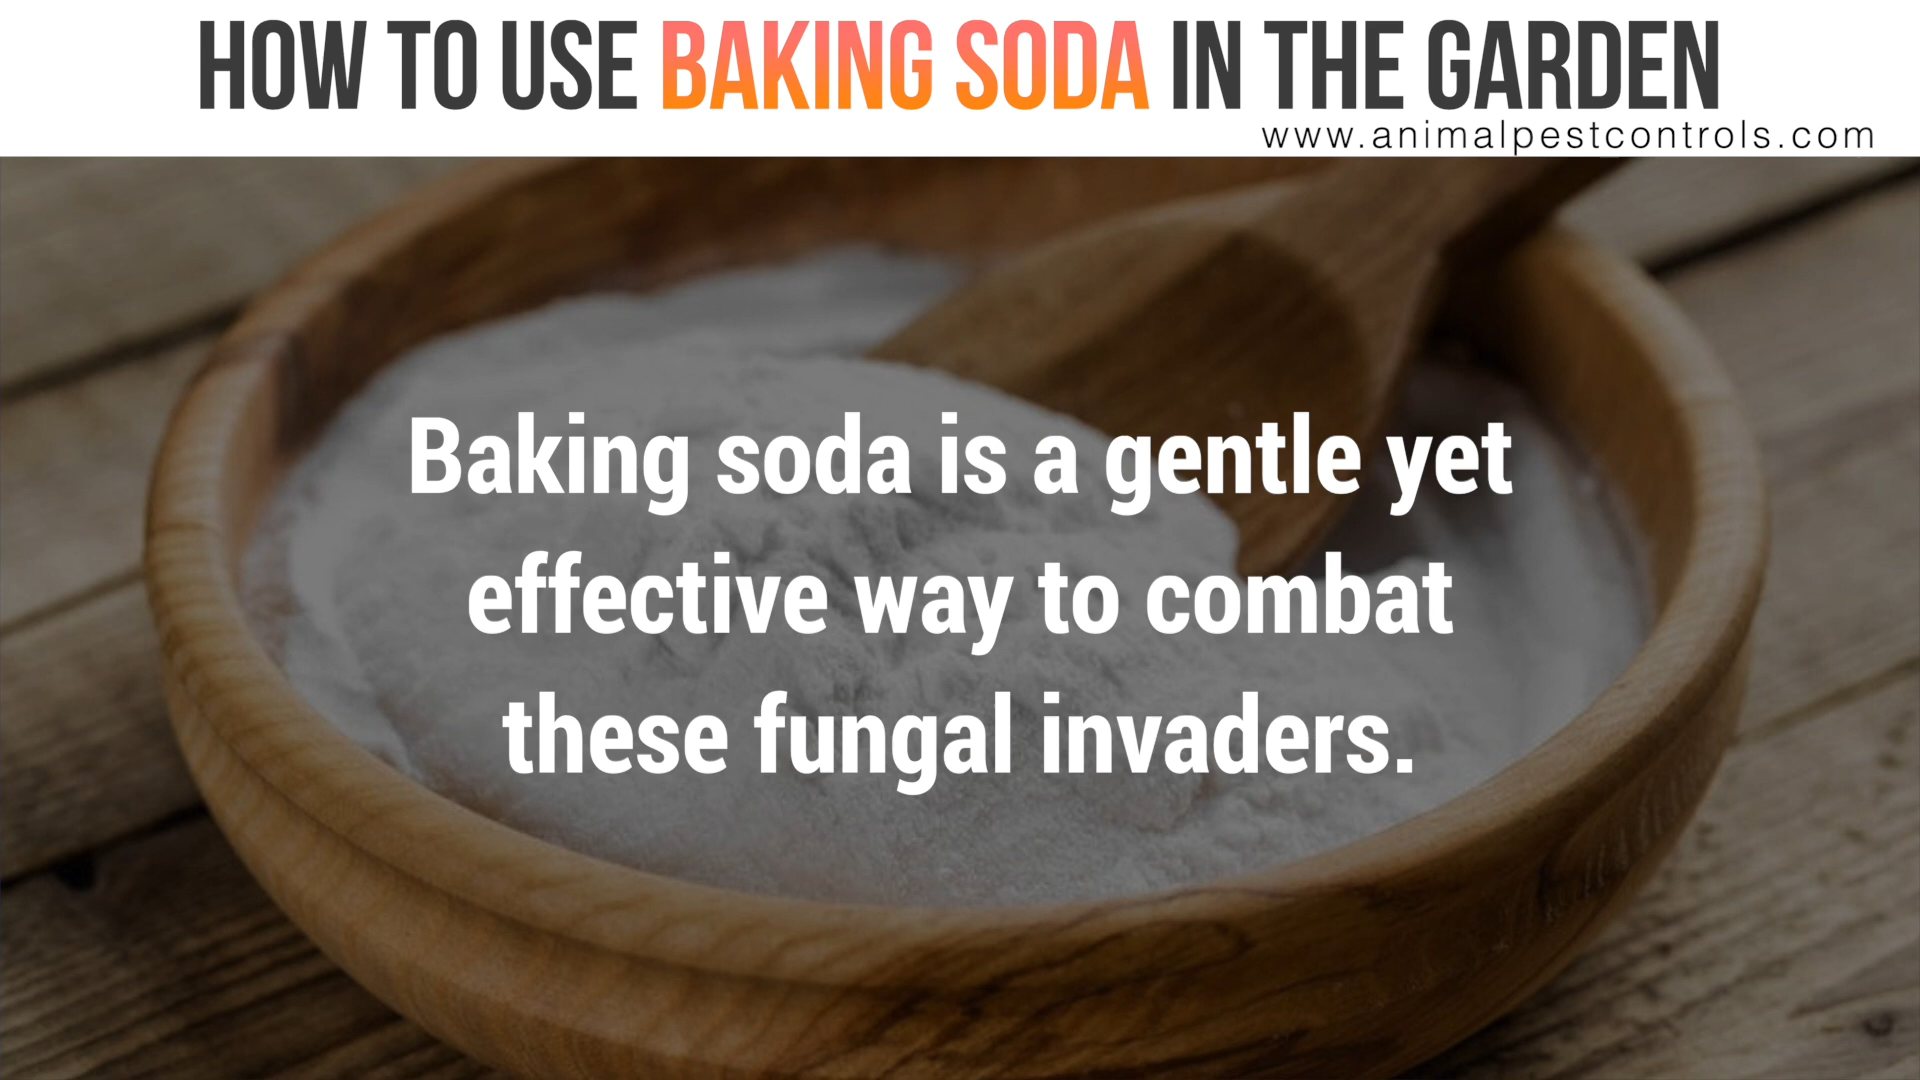 HOW TO USE BAKING SODA IN THE GARDEN
www.animalpestcontrols.com
Baking soda is a gentle yet
effective way to combat
these fungal invaders.